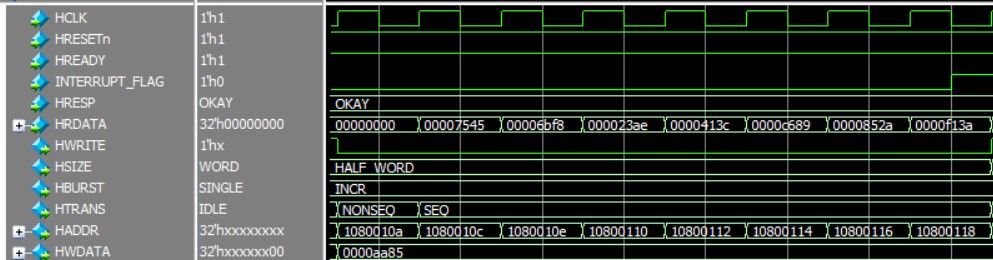 HCLK 1'h1
HRESETn 1'h1
HREADY 1'h1
INTERRUPT_FLAG 1'h0
HRESP OKAY OKAY
HRDATA 32'h00000000 00000000 00007545 00006bf8 000023ae 0000413c 0000c689 0000852a 0000f13a
HWRITE 1'hx
HSIZE WORD HALF WORD
HBURST SINGLE INCR
HTRANS IDLE NONSEQ SEQ
HADDR 32'hxxxxxxxx 1080010a 1080010c 1080010e 10800110 10800112 10800114 10800116 10800118
HWDATA 32'hxxxxxx00 0000aa85